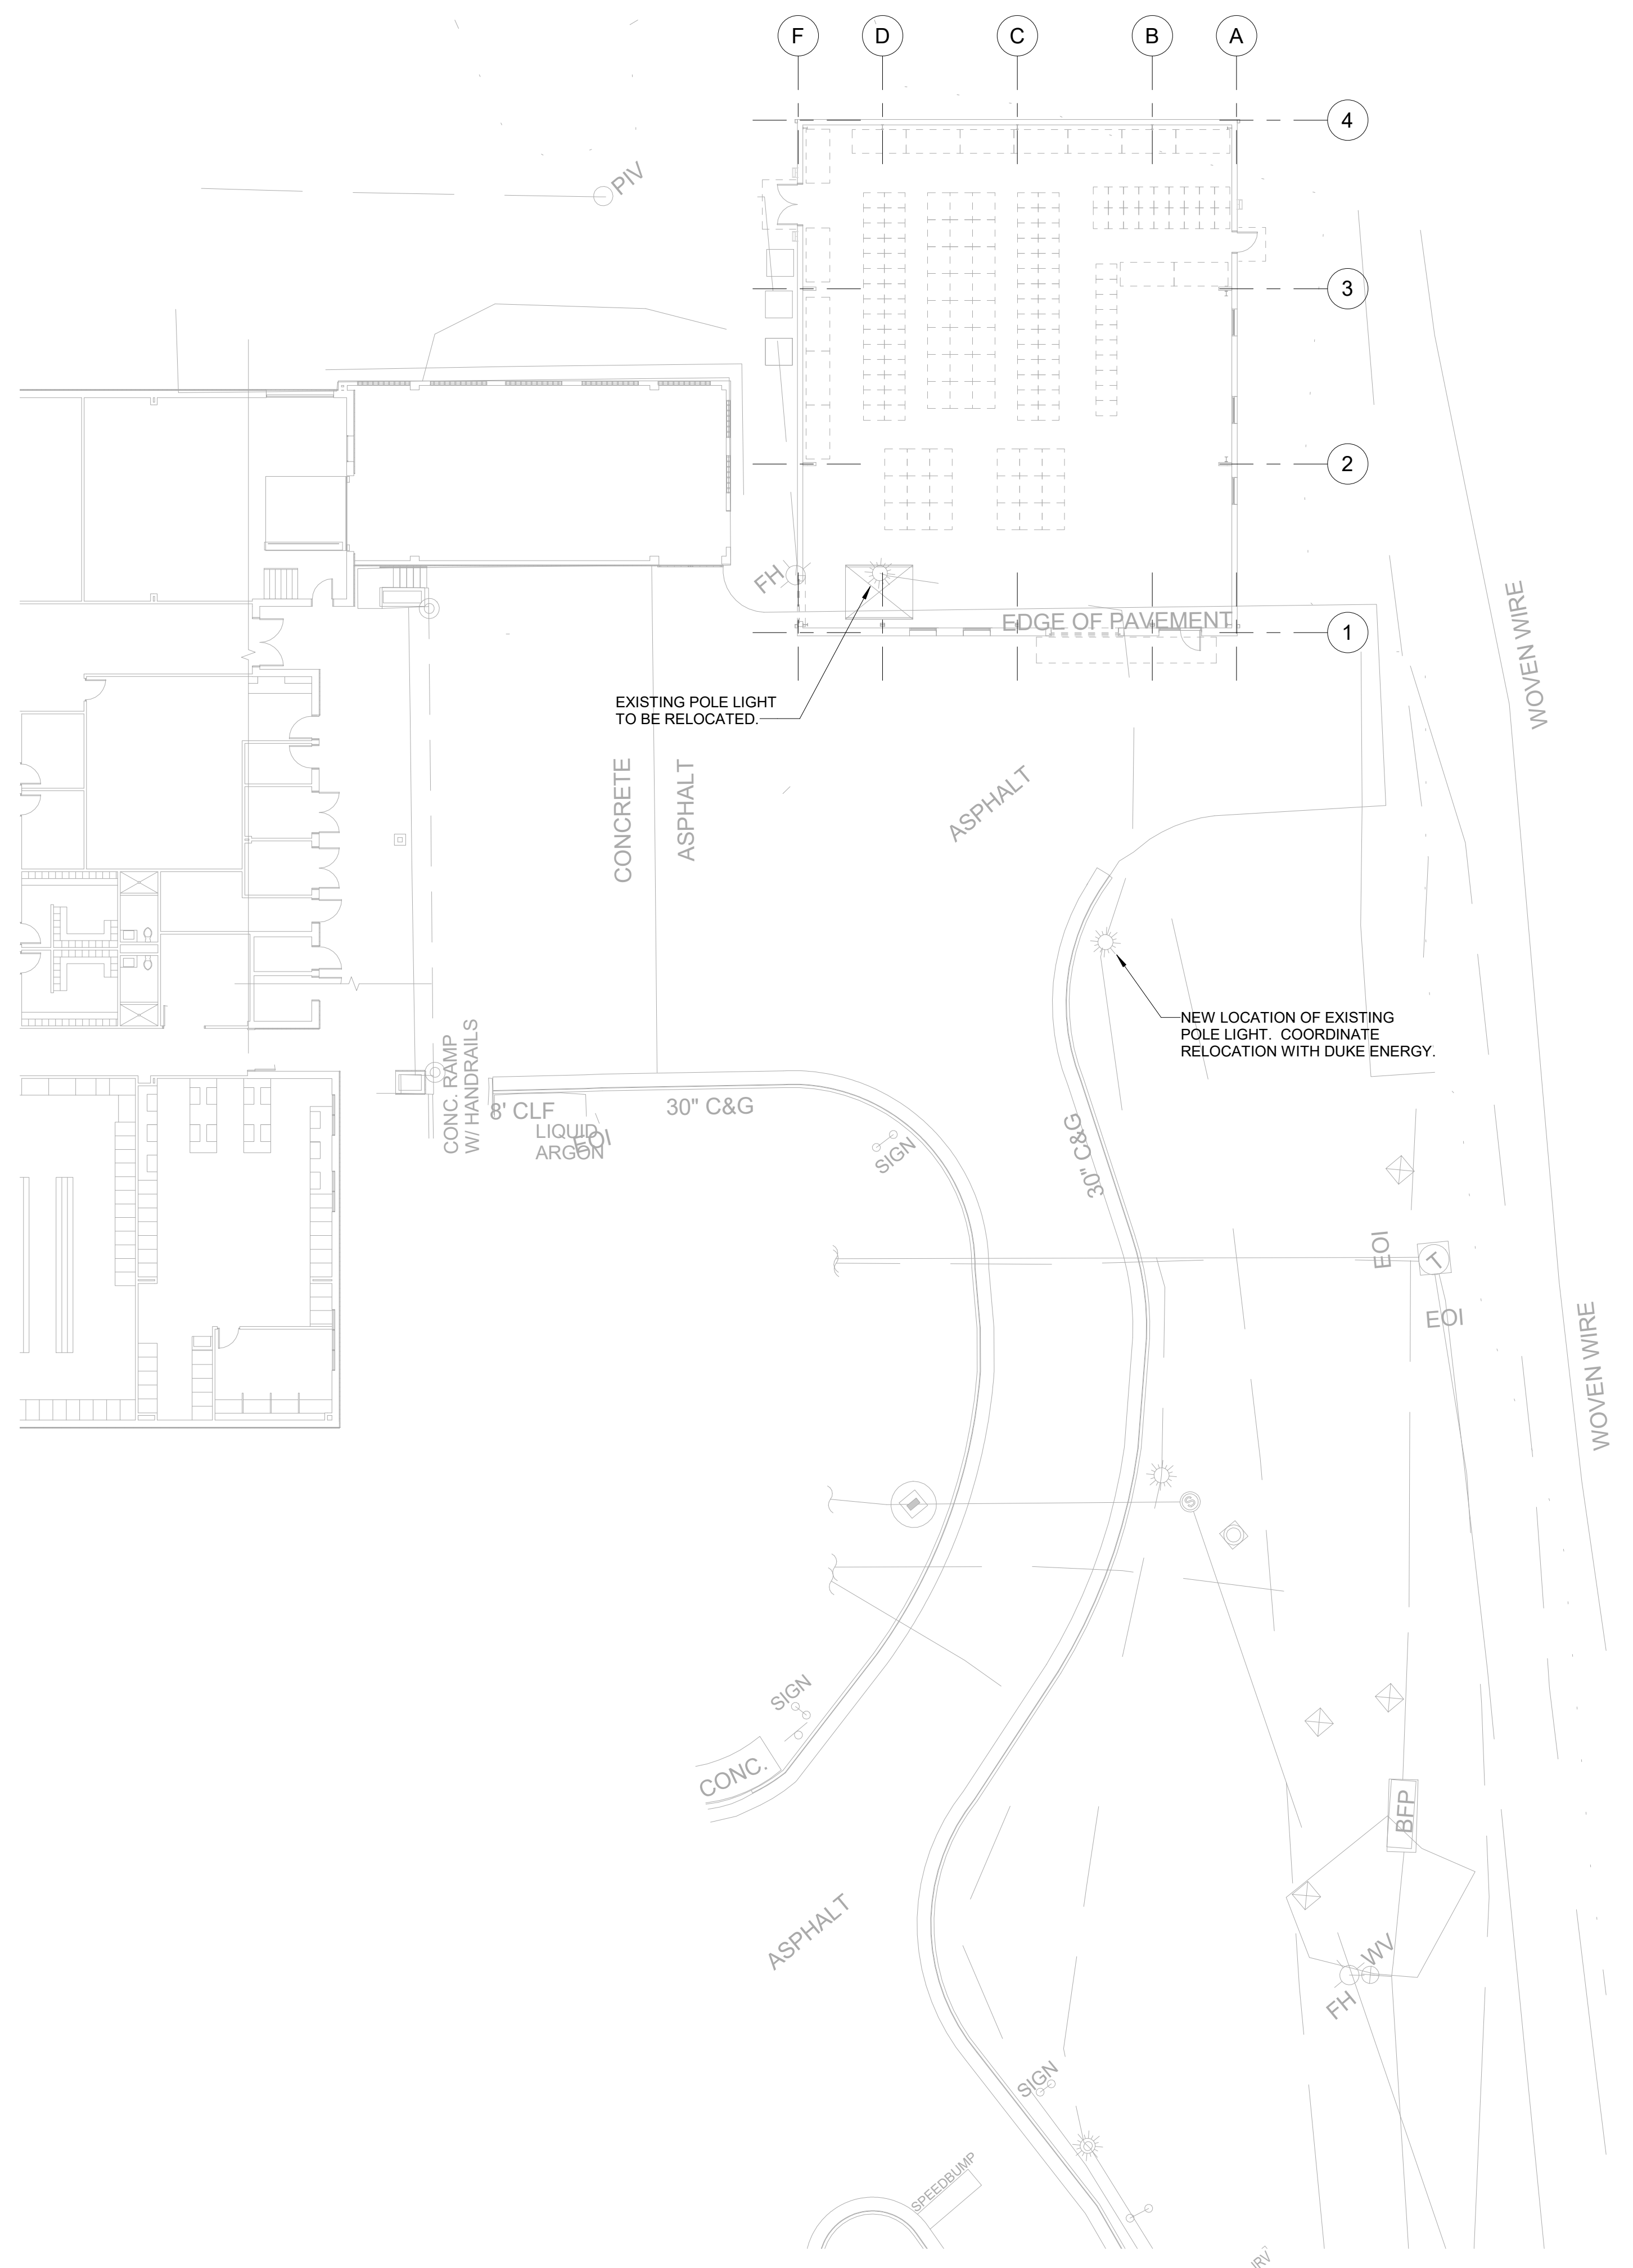 F
D
C
B
A
4
PIV
3
2
FH
EDGE OF PAVEMENT
1
WOVEN WIRE
EXISTING POLE LIGHT
TO BE RELOCATED.
CONCRETE
ASPHALT
ASPHALT
NEW LOCATION OF EXISTING
POLE LIGHT. COORDINATE
RELOCATION WITH DUKE ENERGY.
CONC. RAMP
W/ HANDRAILS
8' CLF
30" C&G
LIQUID
ARGON
EOI
SIGN
30" C&G
EOI
T
EOI
WOVEN WIRE
S
SIGN
CONC.
BFP
ASPHALT
WV
FH
SIGN
SPEEDBUMP